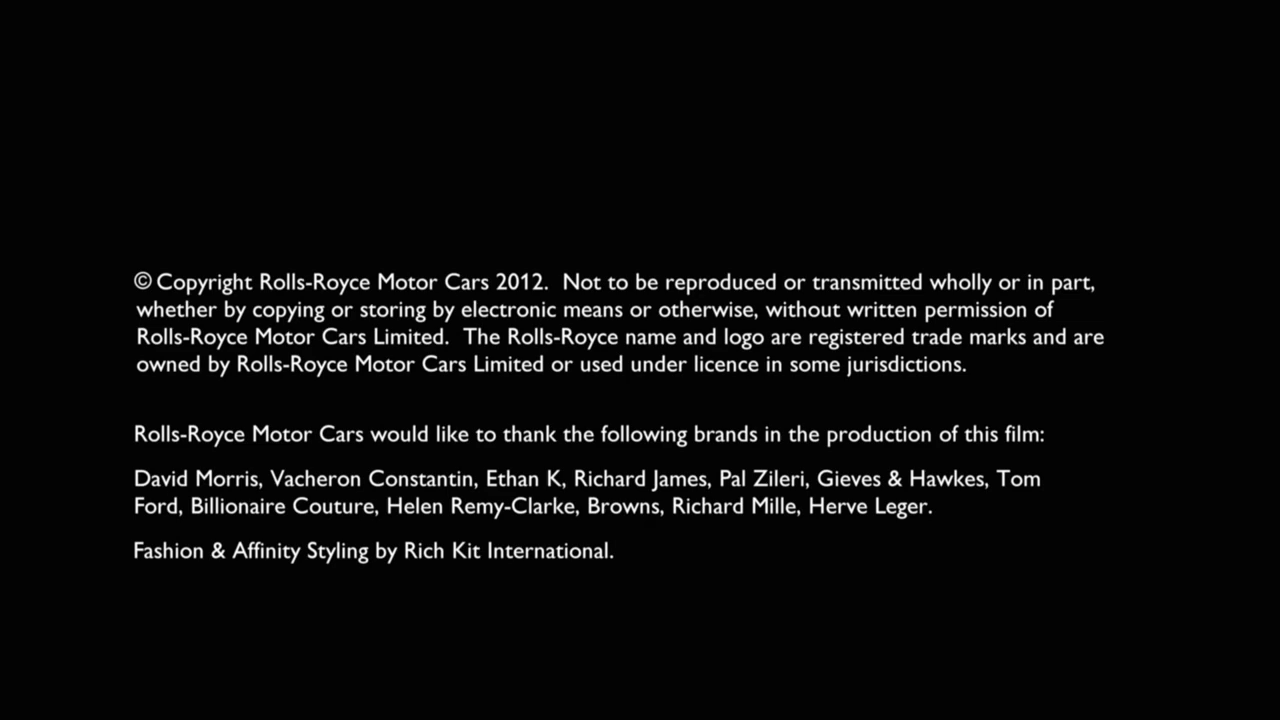 © Copyright Rolls-Royce Motor Cars 2012.  Not to be reproduced or transmitted wholly or in part,
whether by copying or storing by electronic means or otherwise, without written permission of
Rolls-Royce Motor Cars Limited.  The Rolls-Royce name and logo are registered trade marks and are
owned by Rolls-Royce Motor Cars Limited or used under licence in some jurisdictions.
Rolls-Royce Motor Cars would like to thank the following brands in the production of this film:
David Morris, Vacheron Constantin, Ethan K, Richard James, Pal Zileri, Gieves & Hawkes, Tom
Ford, Billionaire Couture, Helen Remy-Clarke, Browns, Richard Mille, Herve Leger.
Fashion & Affinity Styling by Rich Kit International.